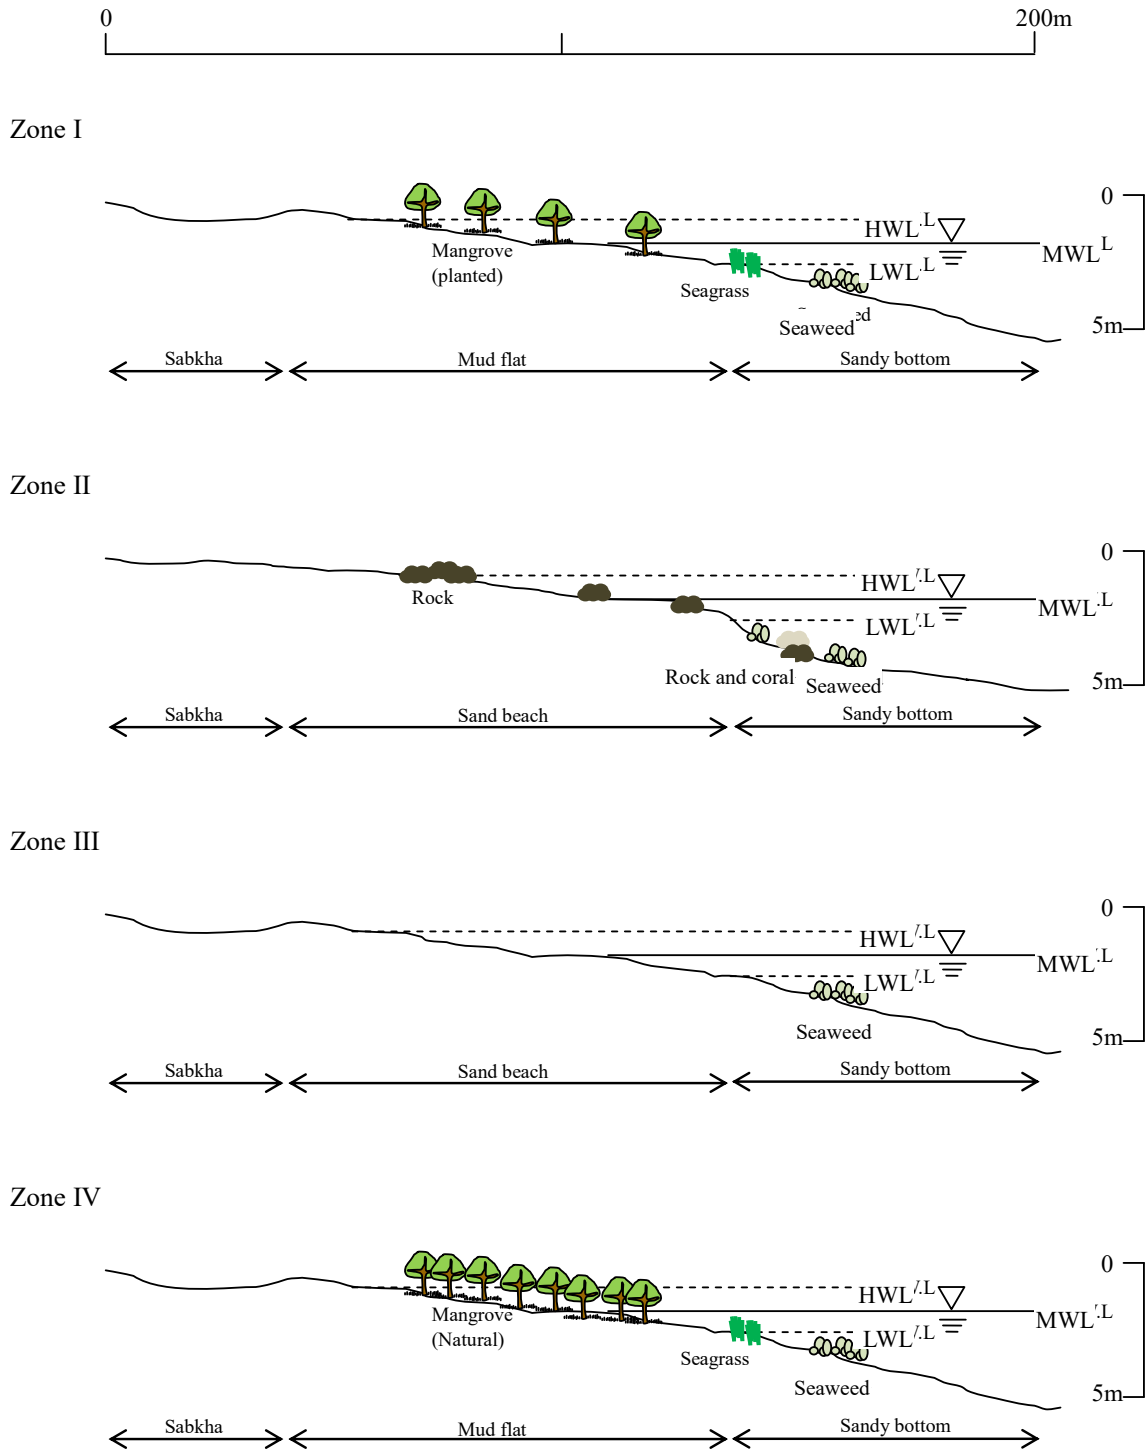 0 200m
Zone I
0
HWL .L
MWL L
Mangrove
(planted)
LWL .L
Seagrass
ed
Seaweed
5m
Sabkha Mud flat Sandy bottom
Zone II
0
HWL .L
Rock
MWL .L
LWL .L
Rock and coral Seaweed
5m
Sabkha Sand beach Sandy bottom
Zone III
0
HWL .L
MWL .L
LWL .L
Seaweed
5m
Sabkha Sand beach Sandy bottom
Zone IV
0
HWL .L
Mangrove
(Natural)
MWL .L
LWL .L
Seagrass
Seaweed
5m
Sabkha Mud flat Sandy bottom